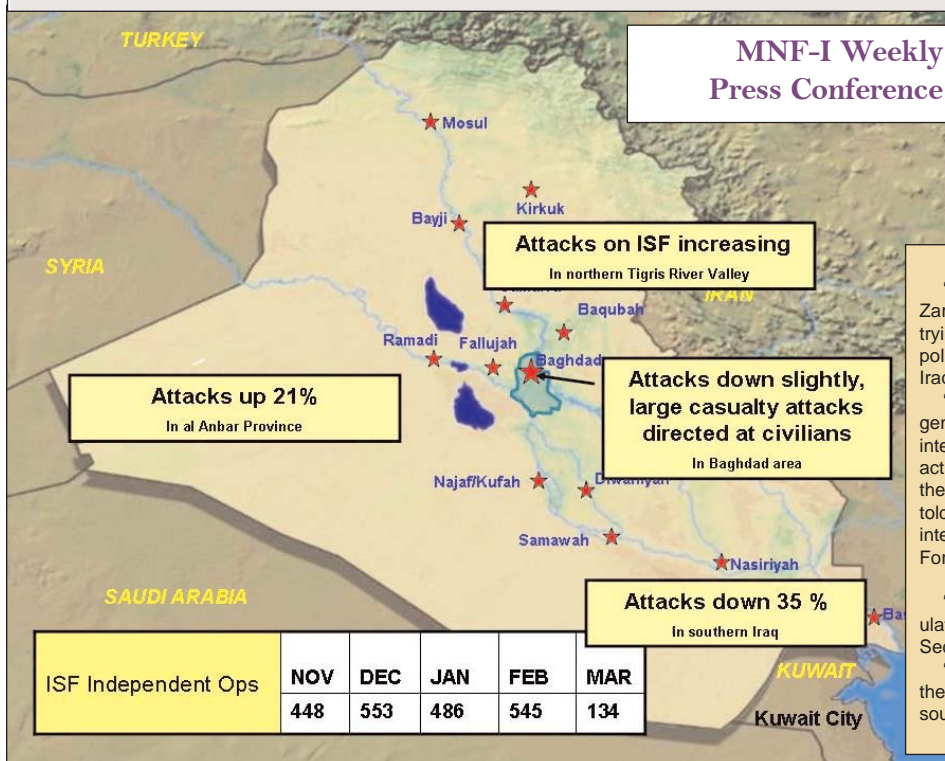 TURKEY
MNF-I Weekly
Press Conference
Mosul
Kirkuk
Bayji
Attacks on ISF increasing
In northern Tigris River Valley
SYRIA
IRAN
Baqubah
Ramadi
Fallujah
Baghdad
Attacks up 21%
In al Anbar Province
Attacks down slightly,
large casualty attacks
directed at civilians
In Baghdad area
Najaf/Kufah
Samawah
Nasiriyah
SAUDI ARABIA
Attacks down 35 %
In southern Iraq
ISF Independent Ops
NOV DEC JAN FEB MAR
448 553 486 545 134
KUWAIT
Kuwait City